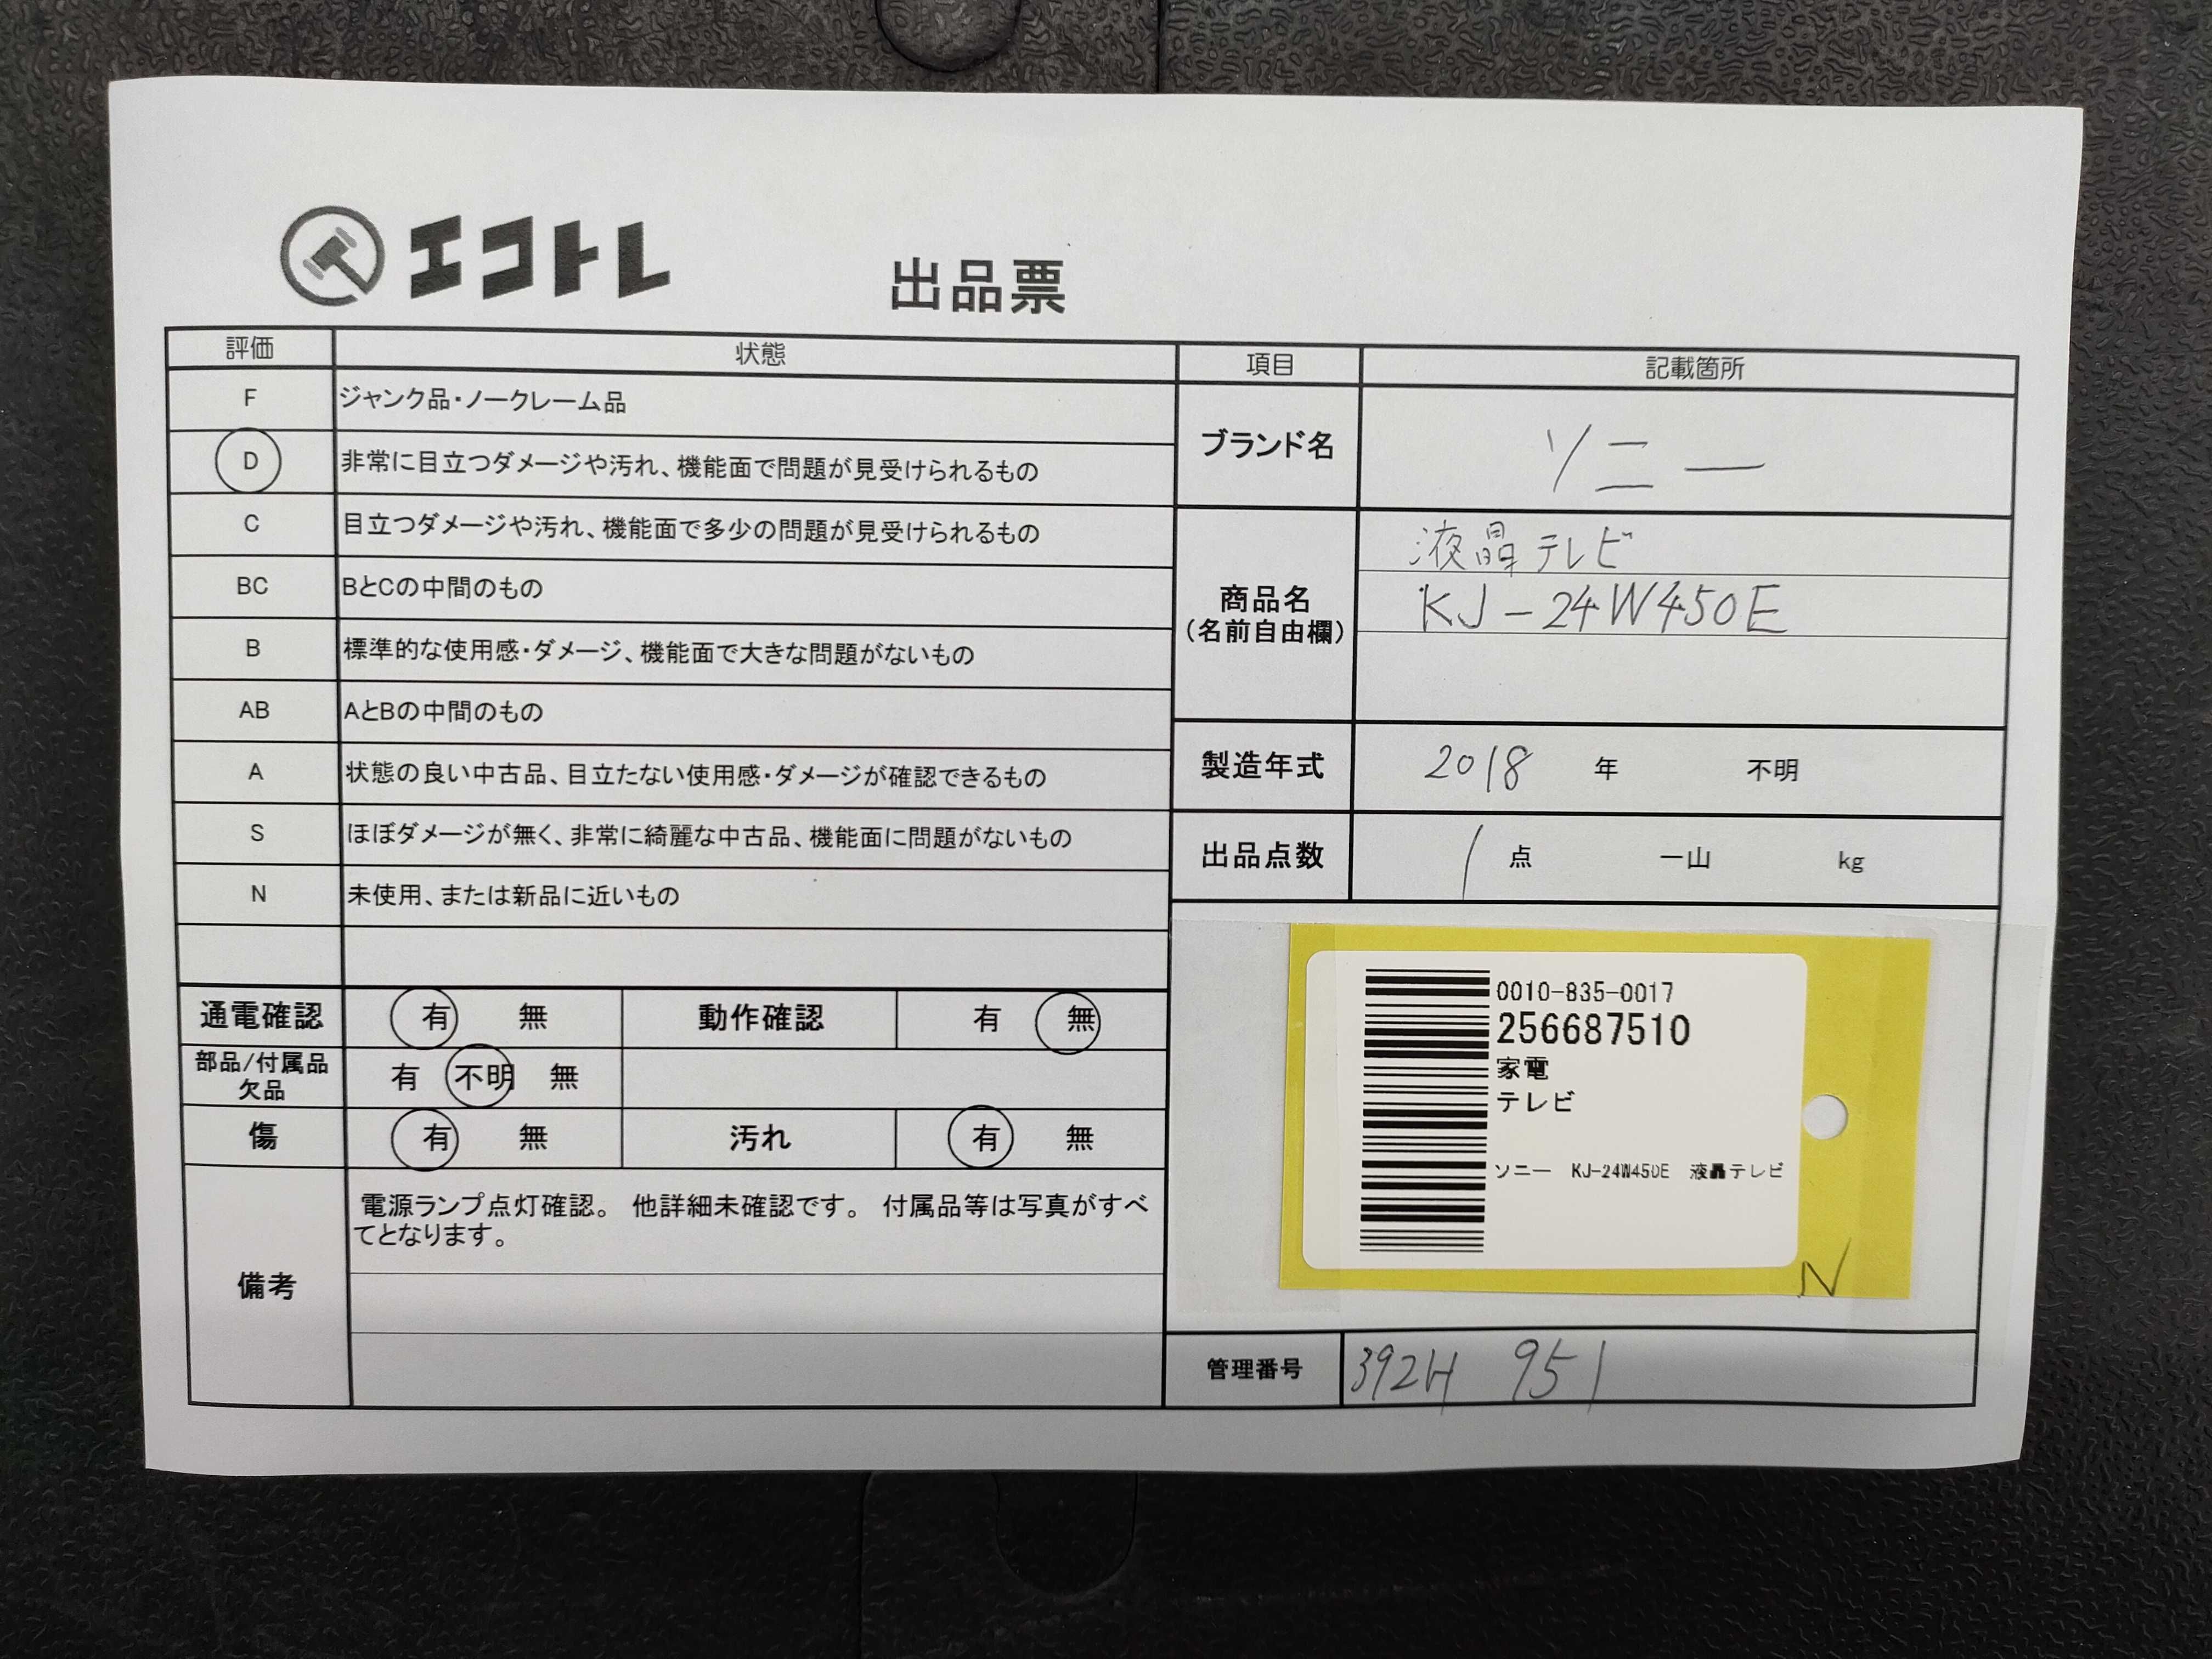 エコトレ
出品票
評価 状態
F ジャンク品・ノークレーム品
D 非常に目立つダメージや汚れ、機能面で問題が見受けられるもの
C 目立つダメージや汚れ、機能面で多少の問題が見受けられるもの
BC BとCの中間のもの
B 標準的な使用感・ダメージ、機能面で大きな問題がないもの
AB AとBの中間のもの
A 状態の良い中古品、目立たない使用感・ダメージが確認できるもの
S ほぼダメージが無く、非常に綺麗な中古品、機能面に問題がないもの
N 未使用、または新品に近いもの
通電確認 有 無 動作確認 有 無
部品/付属品
欠品
有 不明 無
傷 有 無 汚れ 有 無
備考
電源ランプ点灯確認。 他詳細未確認です。 付属品等は写真がすべ
てとなります。
項目 記載箇所
ブランド名 ソニー
商品名
(名前自由欄)
液晶テレビ
KJ-24W450E
製造年式 2018 年 不明
出品点数 1 点 一山 kg
0010-835-0017
256687510
家電
テレビ
ソニー KJ-24W450E 液晶テレビ
N
管理番号 392H 951